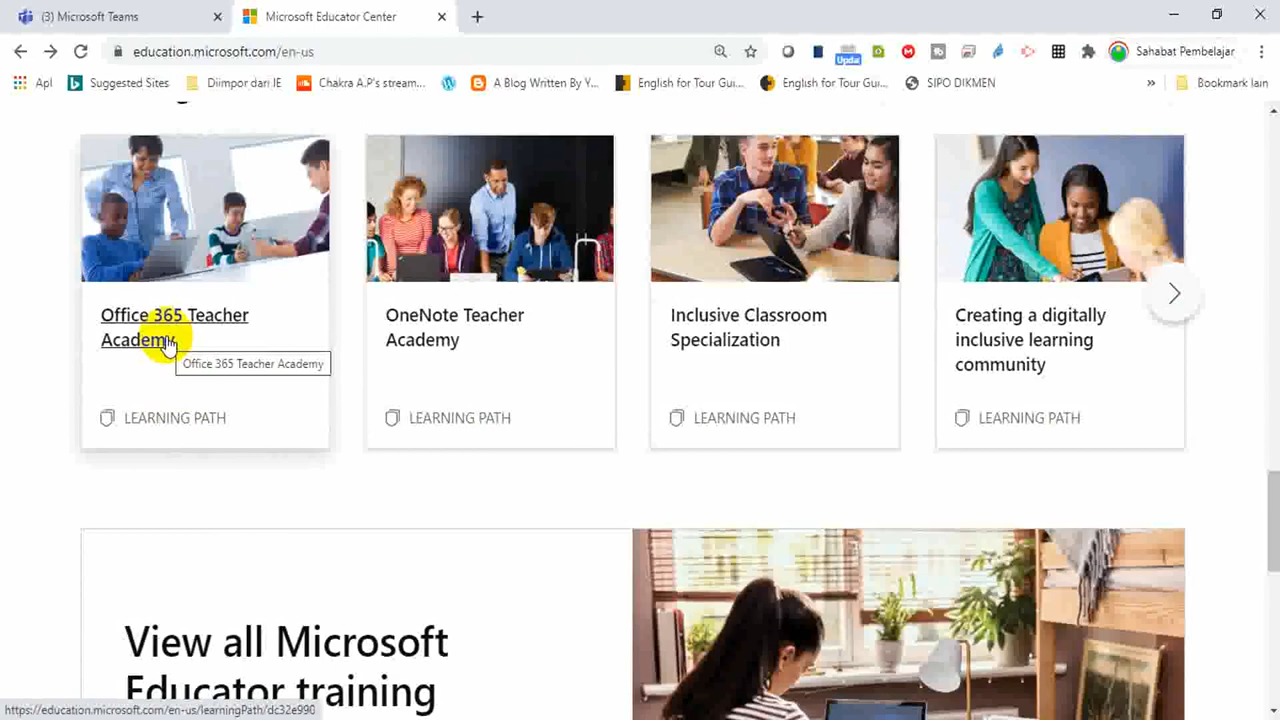 (3) Microsoft Teams
Microsoft Educator Center
education.microsoft.com/en-us
Upda
Sahabat Pembelajar
Apl
Suggested Sites
Diimpor dari IE
Chakra A.P's stream...
A Blog Written By Y...
English for Tour Gui...
English for Tour Gui...
SIPO DIKMEN
Bookmark lain
Office 365 Teacher
Academy
Office 365 Teacher Academy
LEARNING PATH
OneNote Teacher
Academy
LEARNING PATH
Inclusive Classroom
Specialization
LEARNING PATH
Creating a digitally
inclusive learning
community
LEARNING PATH
View all Microsoft
Educator training
https://education.microsoft.com/en-us/learningPath/dc32e990